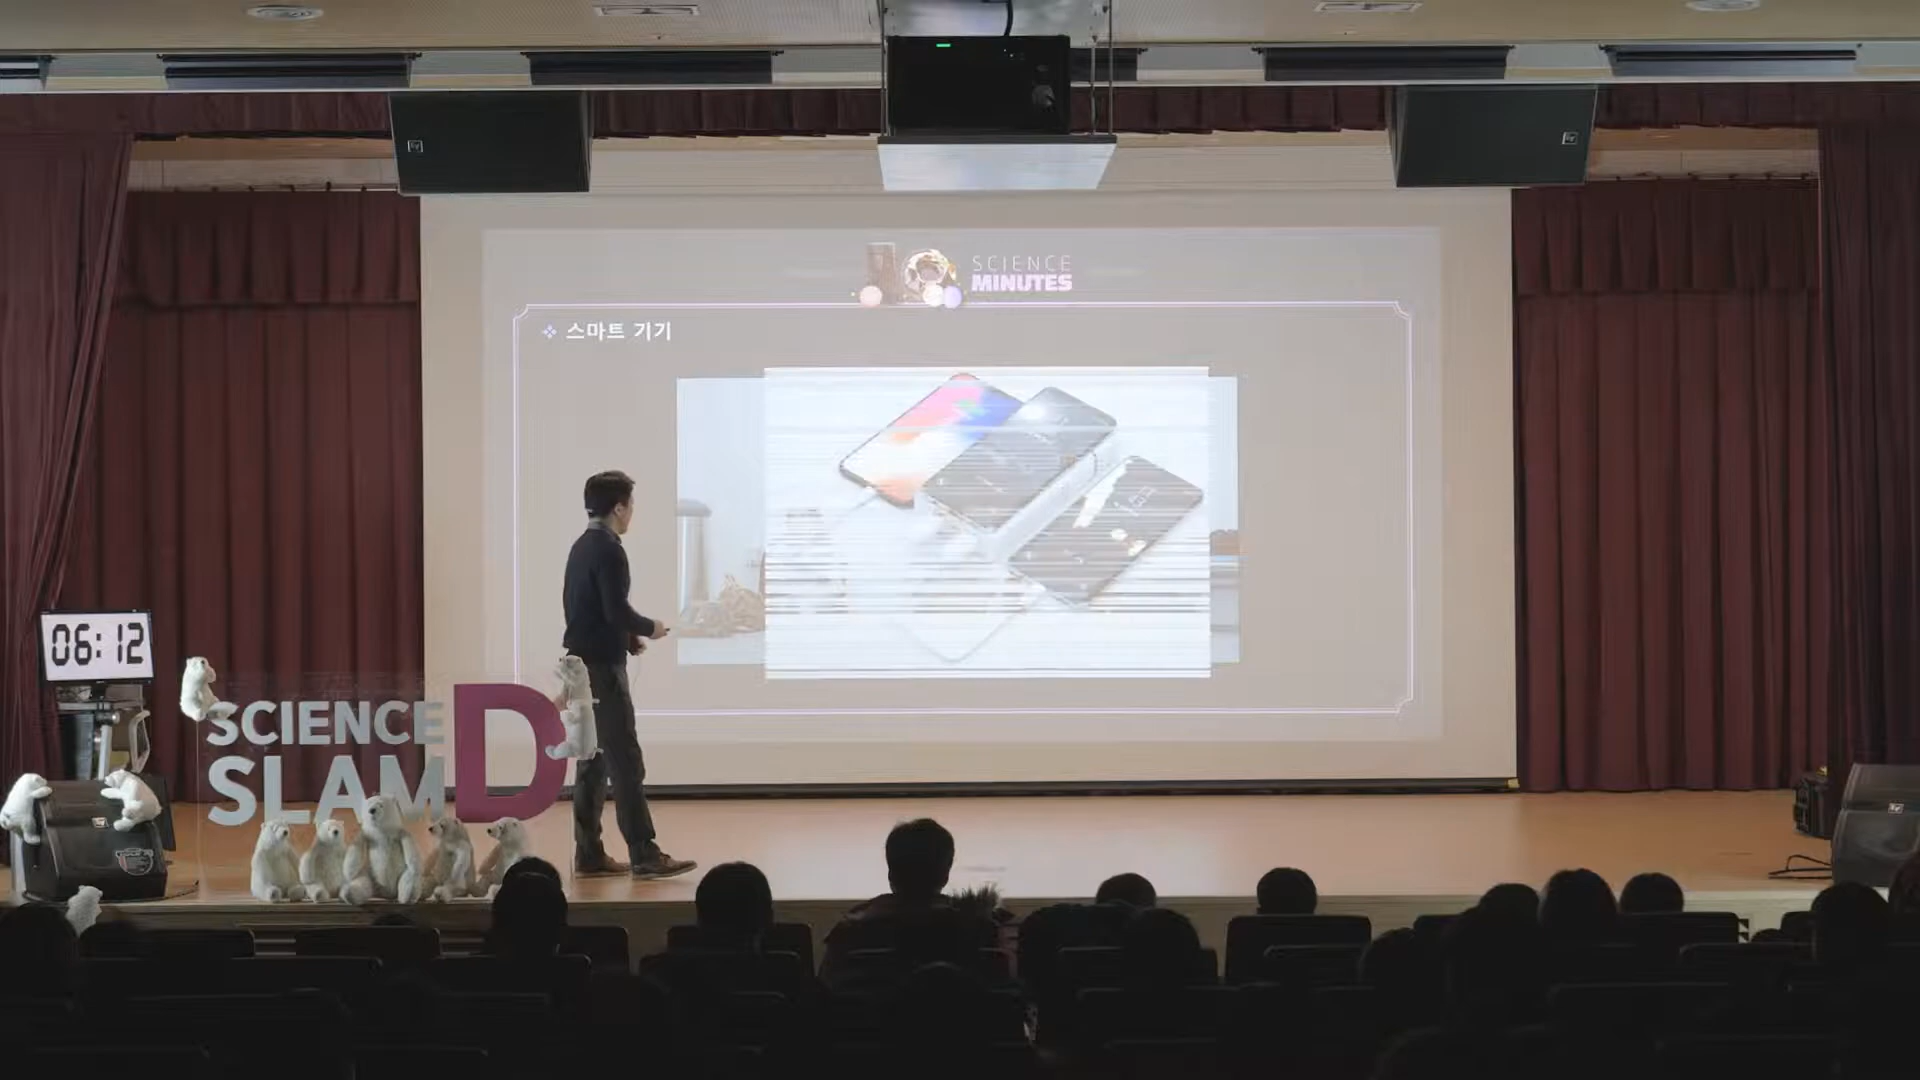 SCIENCE
MINUTES
❖ 스마트 기기
06:12
SCIENCE
SLAM D